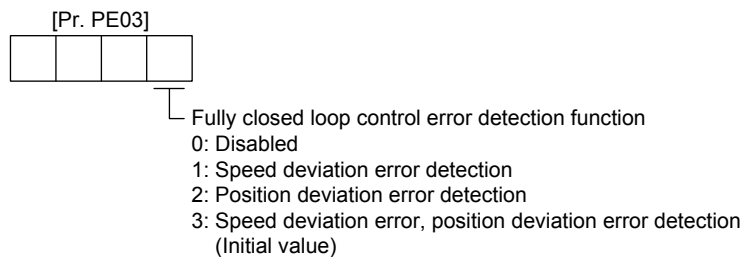 [Pr. PE03]
Fully closed loop control error detection function
0: Disabled
1: Speed deviation error detection
2: Position deviation error detection
3: Speed deviation error, position deviation error detection
(Initial value)